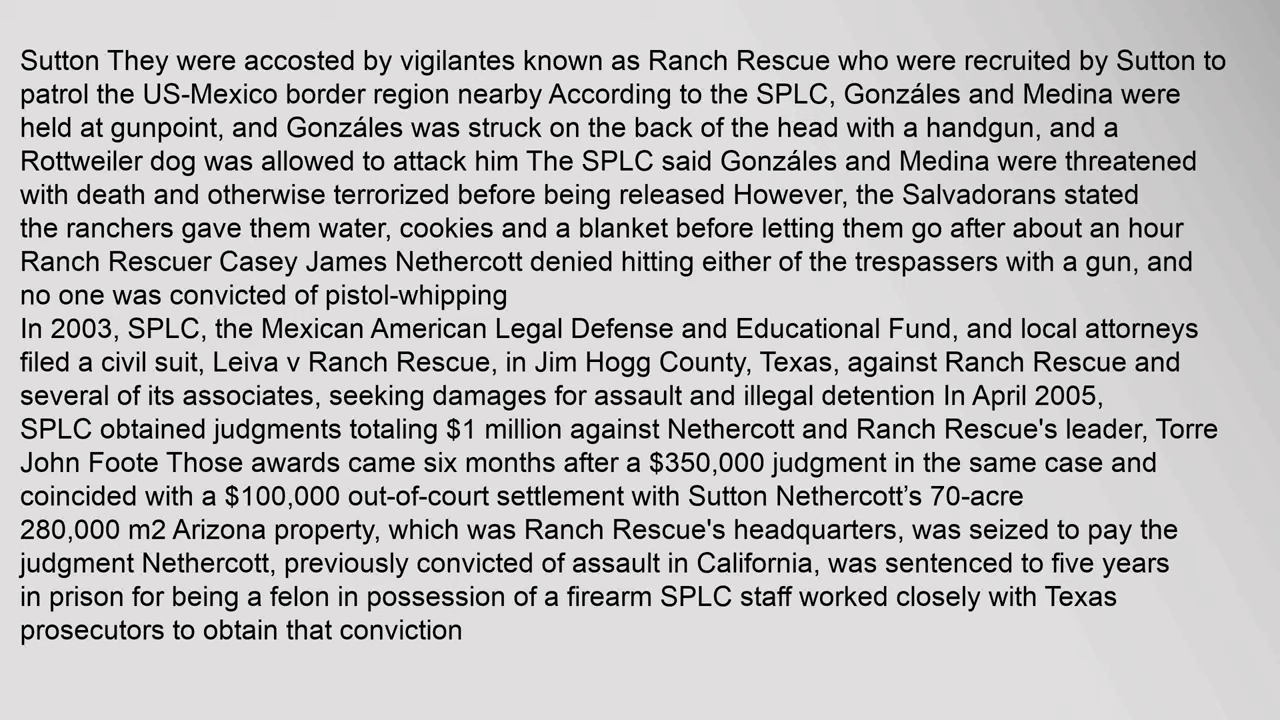 Sutton They were accosted by vigilantes known as Ranch Rescue who were recruited by Sutton to
patrol the US-Mexico border region nearby According to the SPLC, Gonzáles and Medina were
held at gunpoint, and Gonzáles was struck on the back of the head with a handgun, and a
Rottweiler dog was allowed to attack him The SPLC said Gonzáles and Medina were threatened
with death and otherwise terrorized before being released However, the Salvadorans stated
the ranchers gave them water, cookies and a blanket before letting them go after about an hour
Ranch Rescuer Casey James Nethercott denied hitting either of the trespassers with a gun, and
no one was convicted of pistol-whipping
In 2003, SPLC, the Mexican American Legal Defense and Educational Fund, and local attorneys
filed a civil suit, Leiva v Ranch Rescue, in Jim Hogg County, Texas, against Ranch Rescue and
several of its associates, seeking damages for assault and illegal detention In April 2005,
SPLC obtained judgments totaling $1 million against Nethercott and Ranch Rescue's leader, Torre
John Foote Those awards came six months after a $350,000 judgment in the same case and
coincided with a $100,000 out-of-court settlement with Sutton Nethercott’s 70-acre
280,000 m2 Arizona property, which was Ranch Rescue's headquarters, was seized to pay the
judgment Nethercott, previously convicted of assault in California, was sentenced to five years
in prison for being a felon in possession of a firearm SPLC staff worked closely with Texas
prosecutors to obtain that conviction